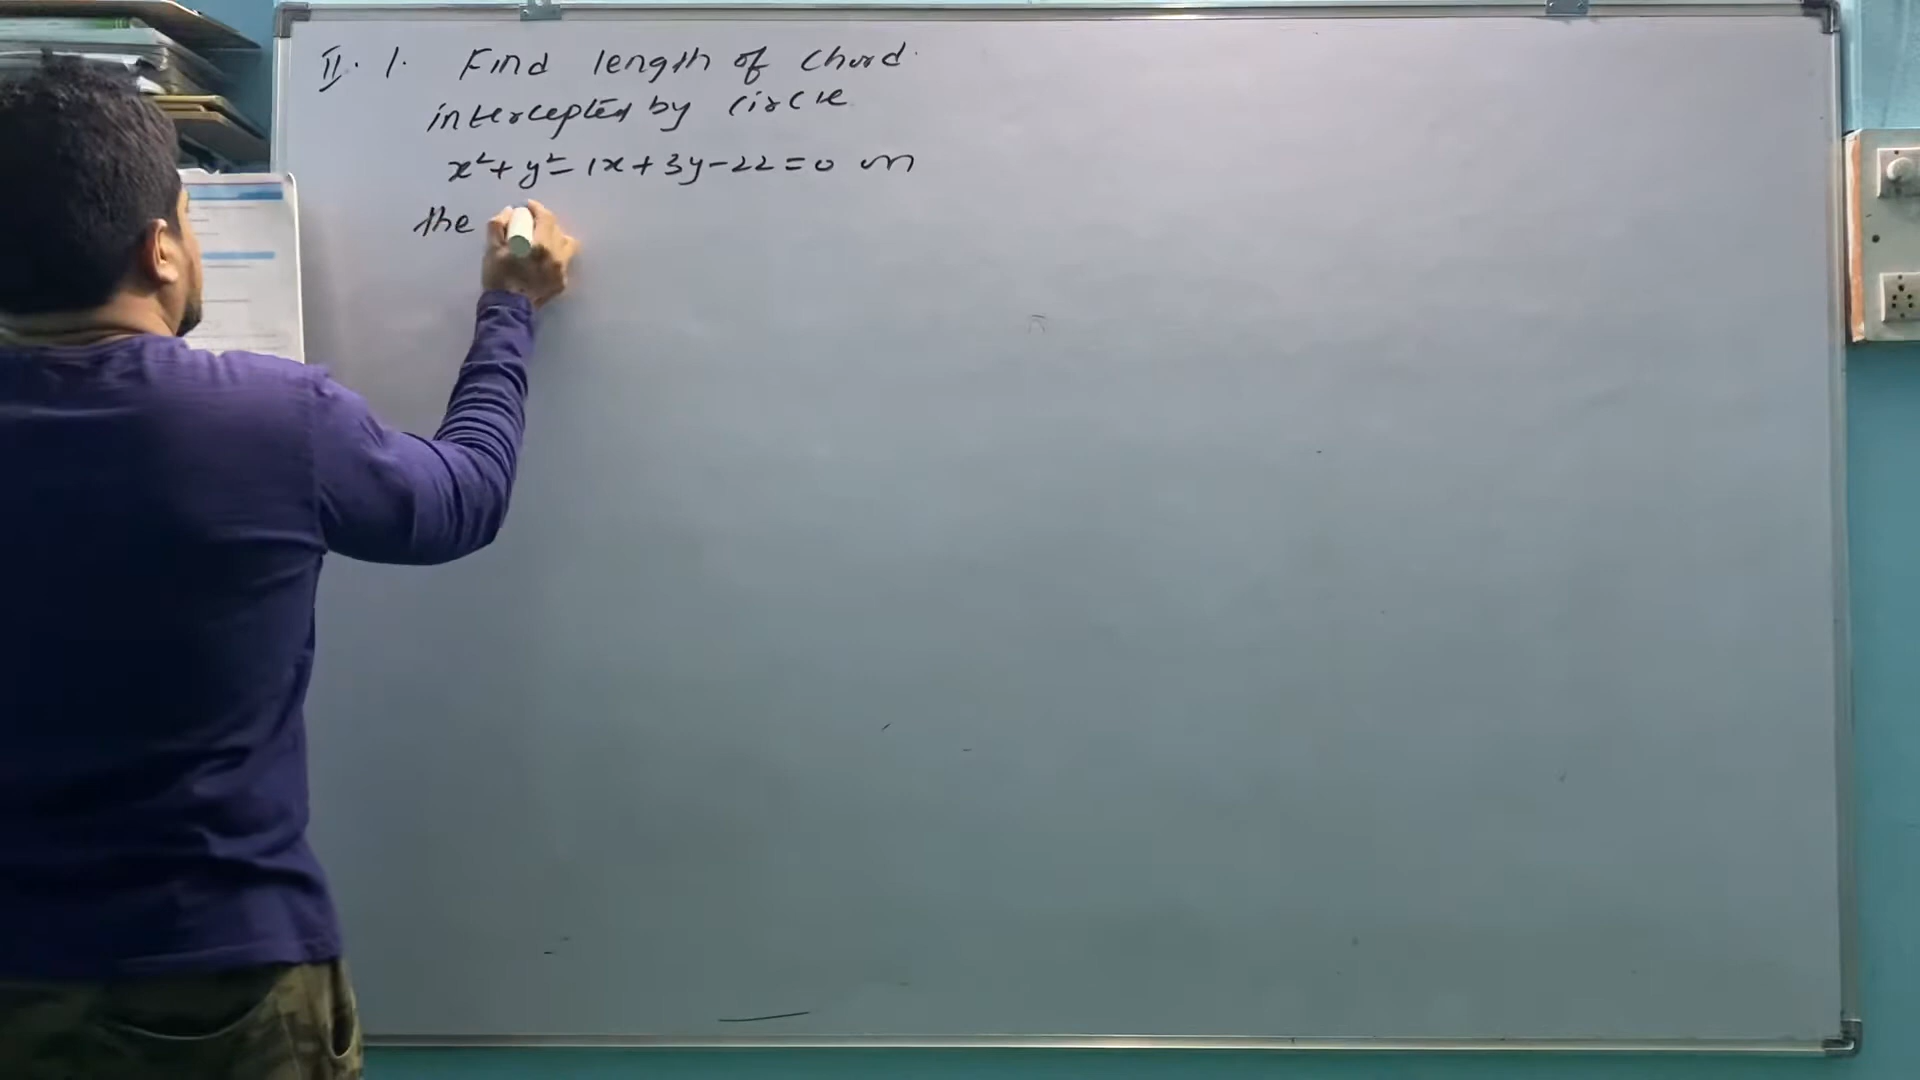 II. 1. Find length of chord
intercepted by circle
x² + y² - 1x + 3y - 22 = 0 on
the